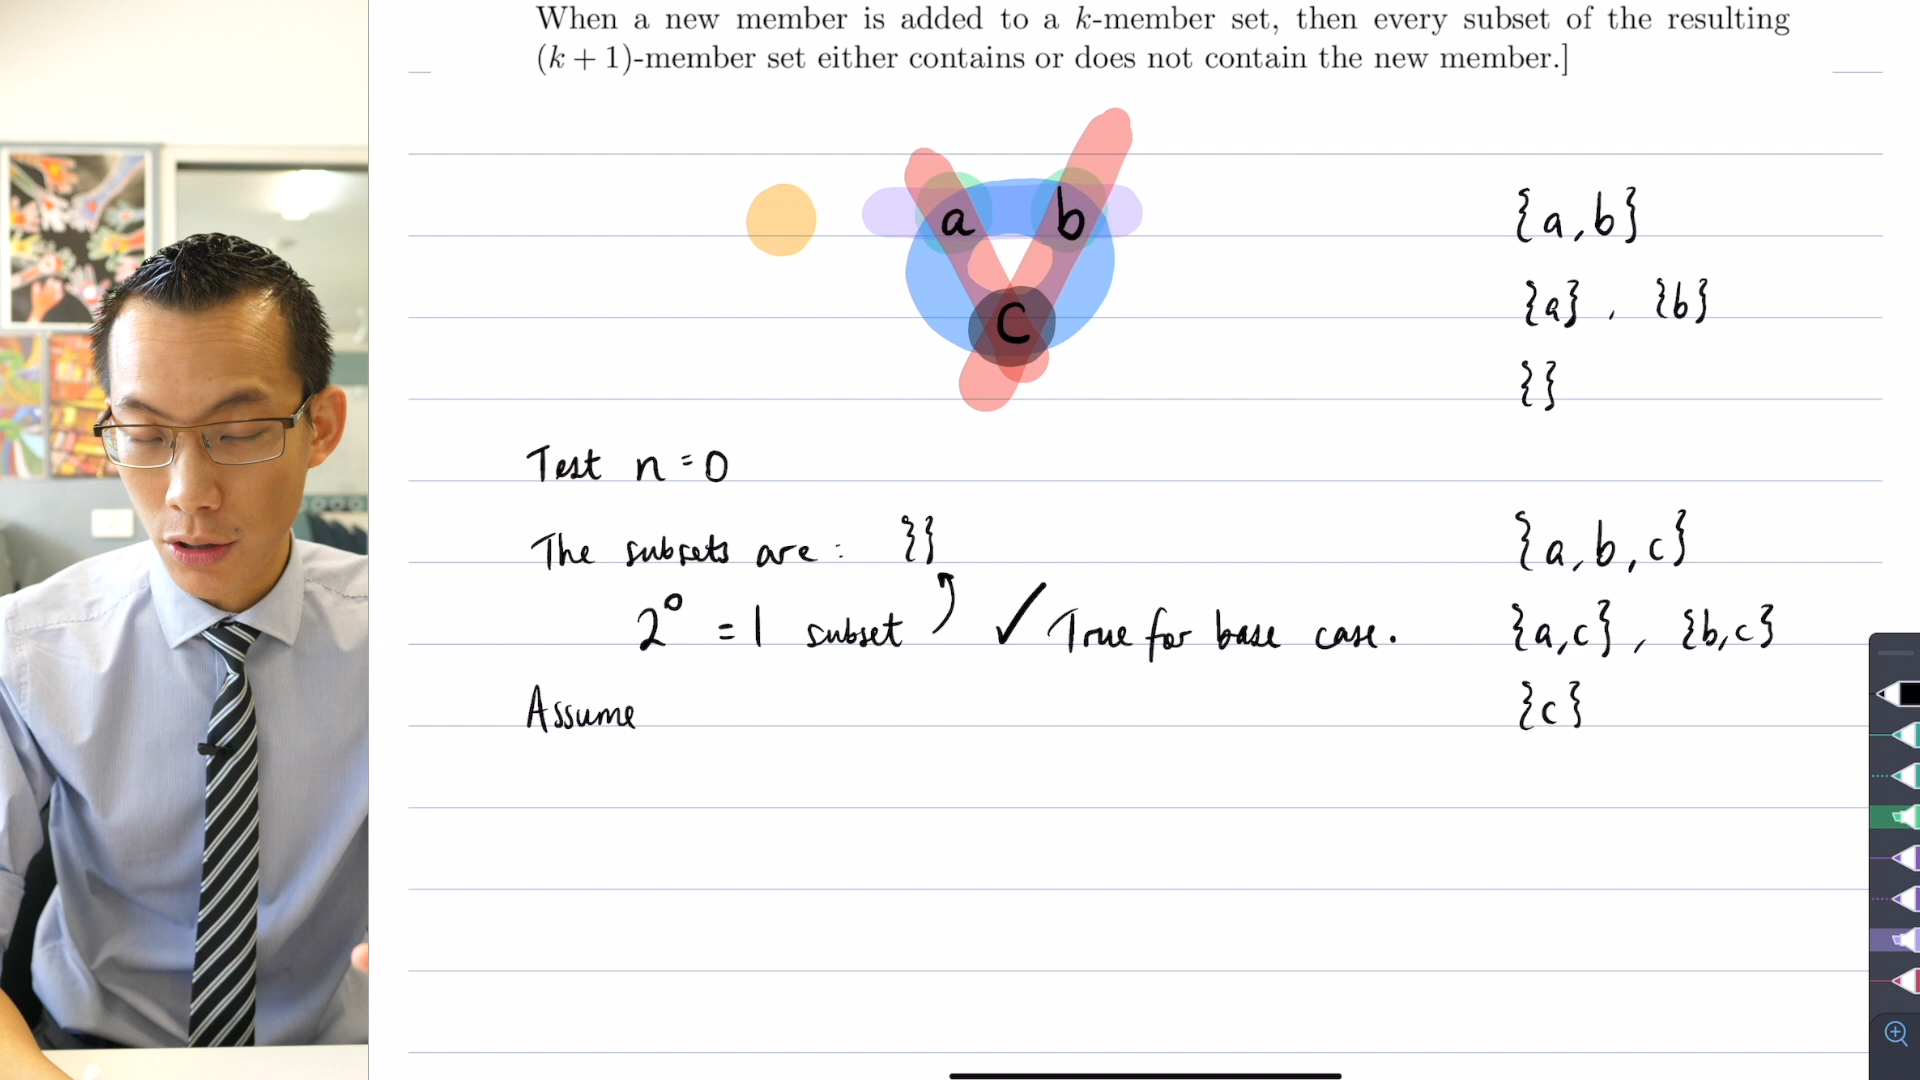 When a new member is added to a k-member set, then every subset of the resulting
(k + 1)-member set either contains or does not contain the new member.]
a b
C
{a,b}
{a} , {b}
{}
Test n = 0
The subsets are : {}
2⁰ = 1 subset ✓ True for base case.
Assume
{a,b,c}
{a,c} , {b,c}
{c}